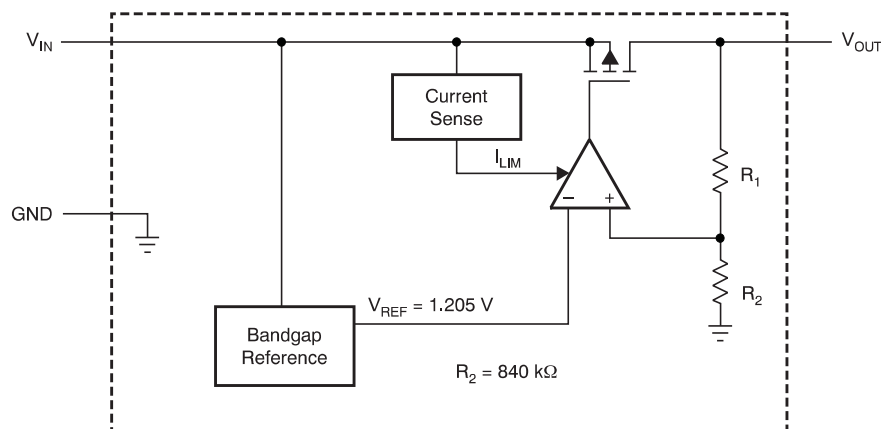 V_IN
V_OUT
Current
Sense
I_LIM
−
+
R_1
GND
R_2
V_REF = 1.205 V
Bandgap
Reference
R_2 = 840 kΩ